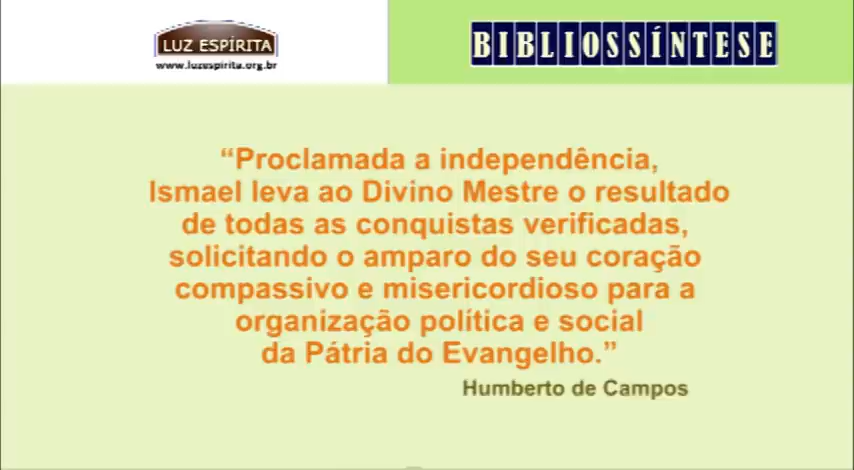 LUZ ESPÍRITA
www.luzespirita.org.br
BIBLIOSSÍNTESE
“Proclamada a independência,
Ismael leva ao Divino Mestre o resultado
de todas as conquistas verificadas,
solicitando o amparo do seu coração
compassivo e misericordioso para a
organização política e social
da Pátria do Evangelho.”
Humberto de Campos